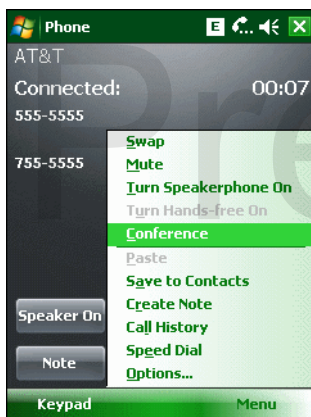 Phone
E
AT&T
Connected: 00:07
555-5555
755-5555
Swap
Mute
Turn Speakerphone On
Turn Hands-free On
Conference
Paste
Save to Contacts
Create Note
Call History
Speed Dial
Options...
Speaker On
Note
Keypad Menu
Pre